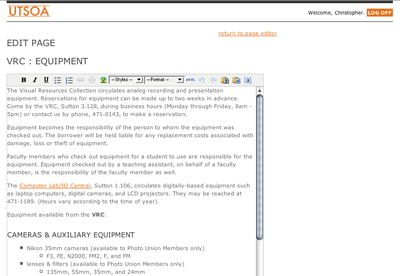 UTSOA
Welcome, Christopher. LOG OFF
return to page editor
EDIT PAGE
VRC : EQUIPMENT
B I U --Styles-- --Format--
The Visual Resources Collection circulates analog recording and presentation
equipment. Reservations for equipment can be made up to two weeks in advance.
Come by the VRC, Sutton 3.128, during business hours (Monday through Friday, 8am -
5pm) or contact us by phone, 471-0143, to make a reservation.
Equipment becomes the responsibility of the person to whom the equipment was
checked out. The borrower will be held liable for any replacement costs associated with
damage, loss or theft of equipment.
Faculty members who check out equipment for a student to use are responsible for the
equipment. Equipment checked out by a teaching assistant, on behalf of a faculty
member, is the responsibility of the faculty member as well.
The Computer Lab/IO Central, Sutton 1.106, circulates digitally-based equipment such
as laptop computers, digital cameras, and LCD projectors. They may be reached at
471-1189. (Hours vary according to the time of year).
Equipment available from the VRC:
CAMERAS & AUXILIARY EQUIPMENT
Nikon 35mm cameras (available to Photo Union Members only)
F3, FE, N2000, FM2, F, and FM
lenses & filters (available to Photo Union Members only)
135mm, 55mm, 35mm, and 24mm